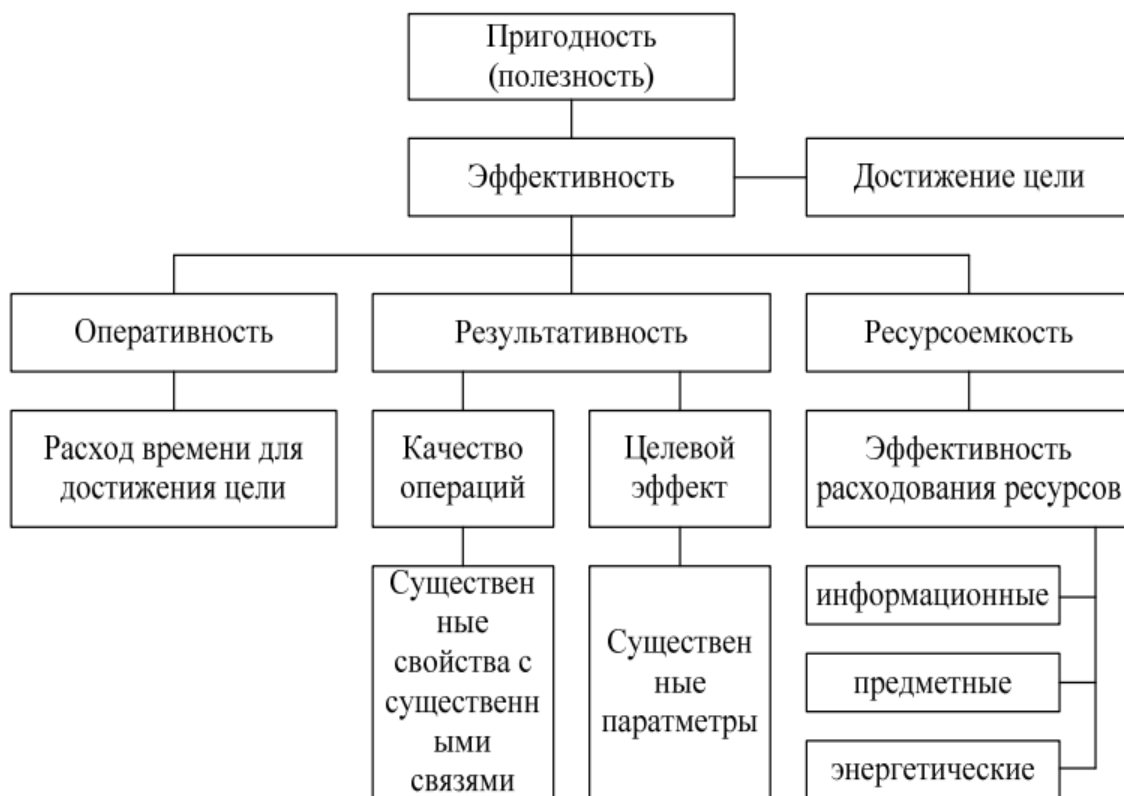 Пригодность
(полезность)
Эффективность
Достижение цели
Оперативность
Результативность
Ресурсоемкость
Расход времени для
достижения цели
Качество
операций
Целевой
эффект
Эффективность
расходования ресурсов
Существен
ные
свойства с
существенн
ыми
связями
Существен
ные
паратметры
информационные
предметные
энергетические